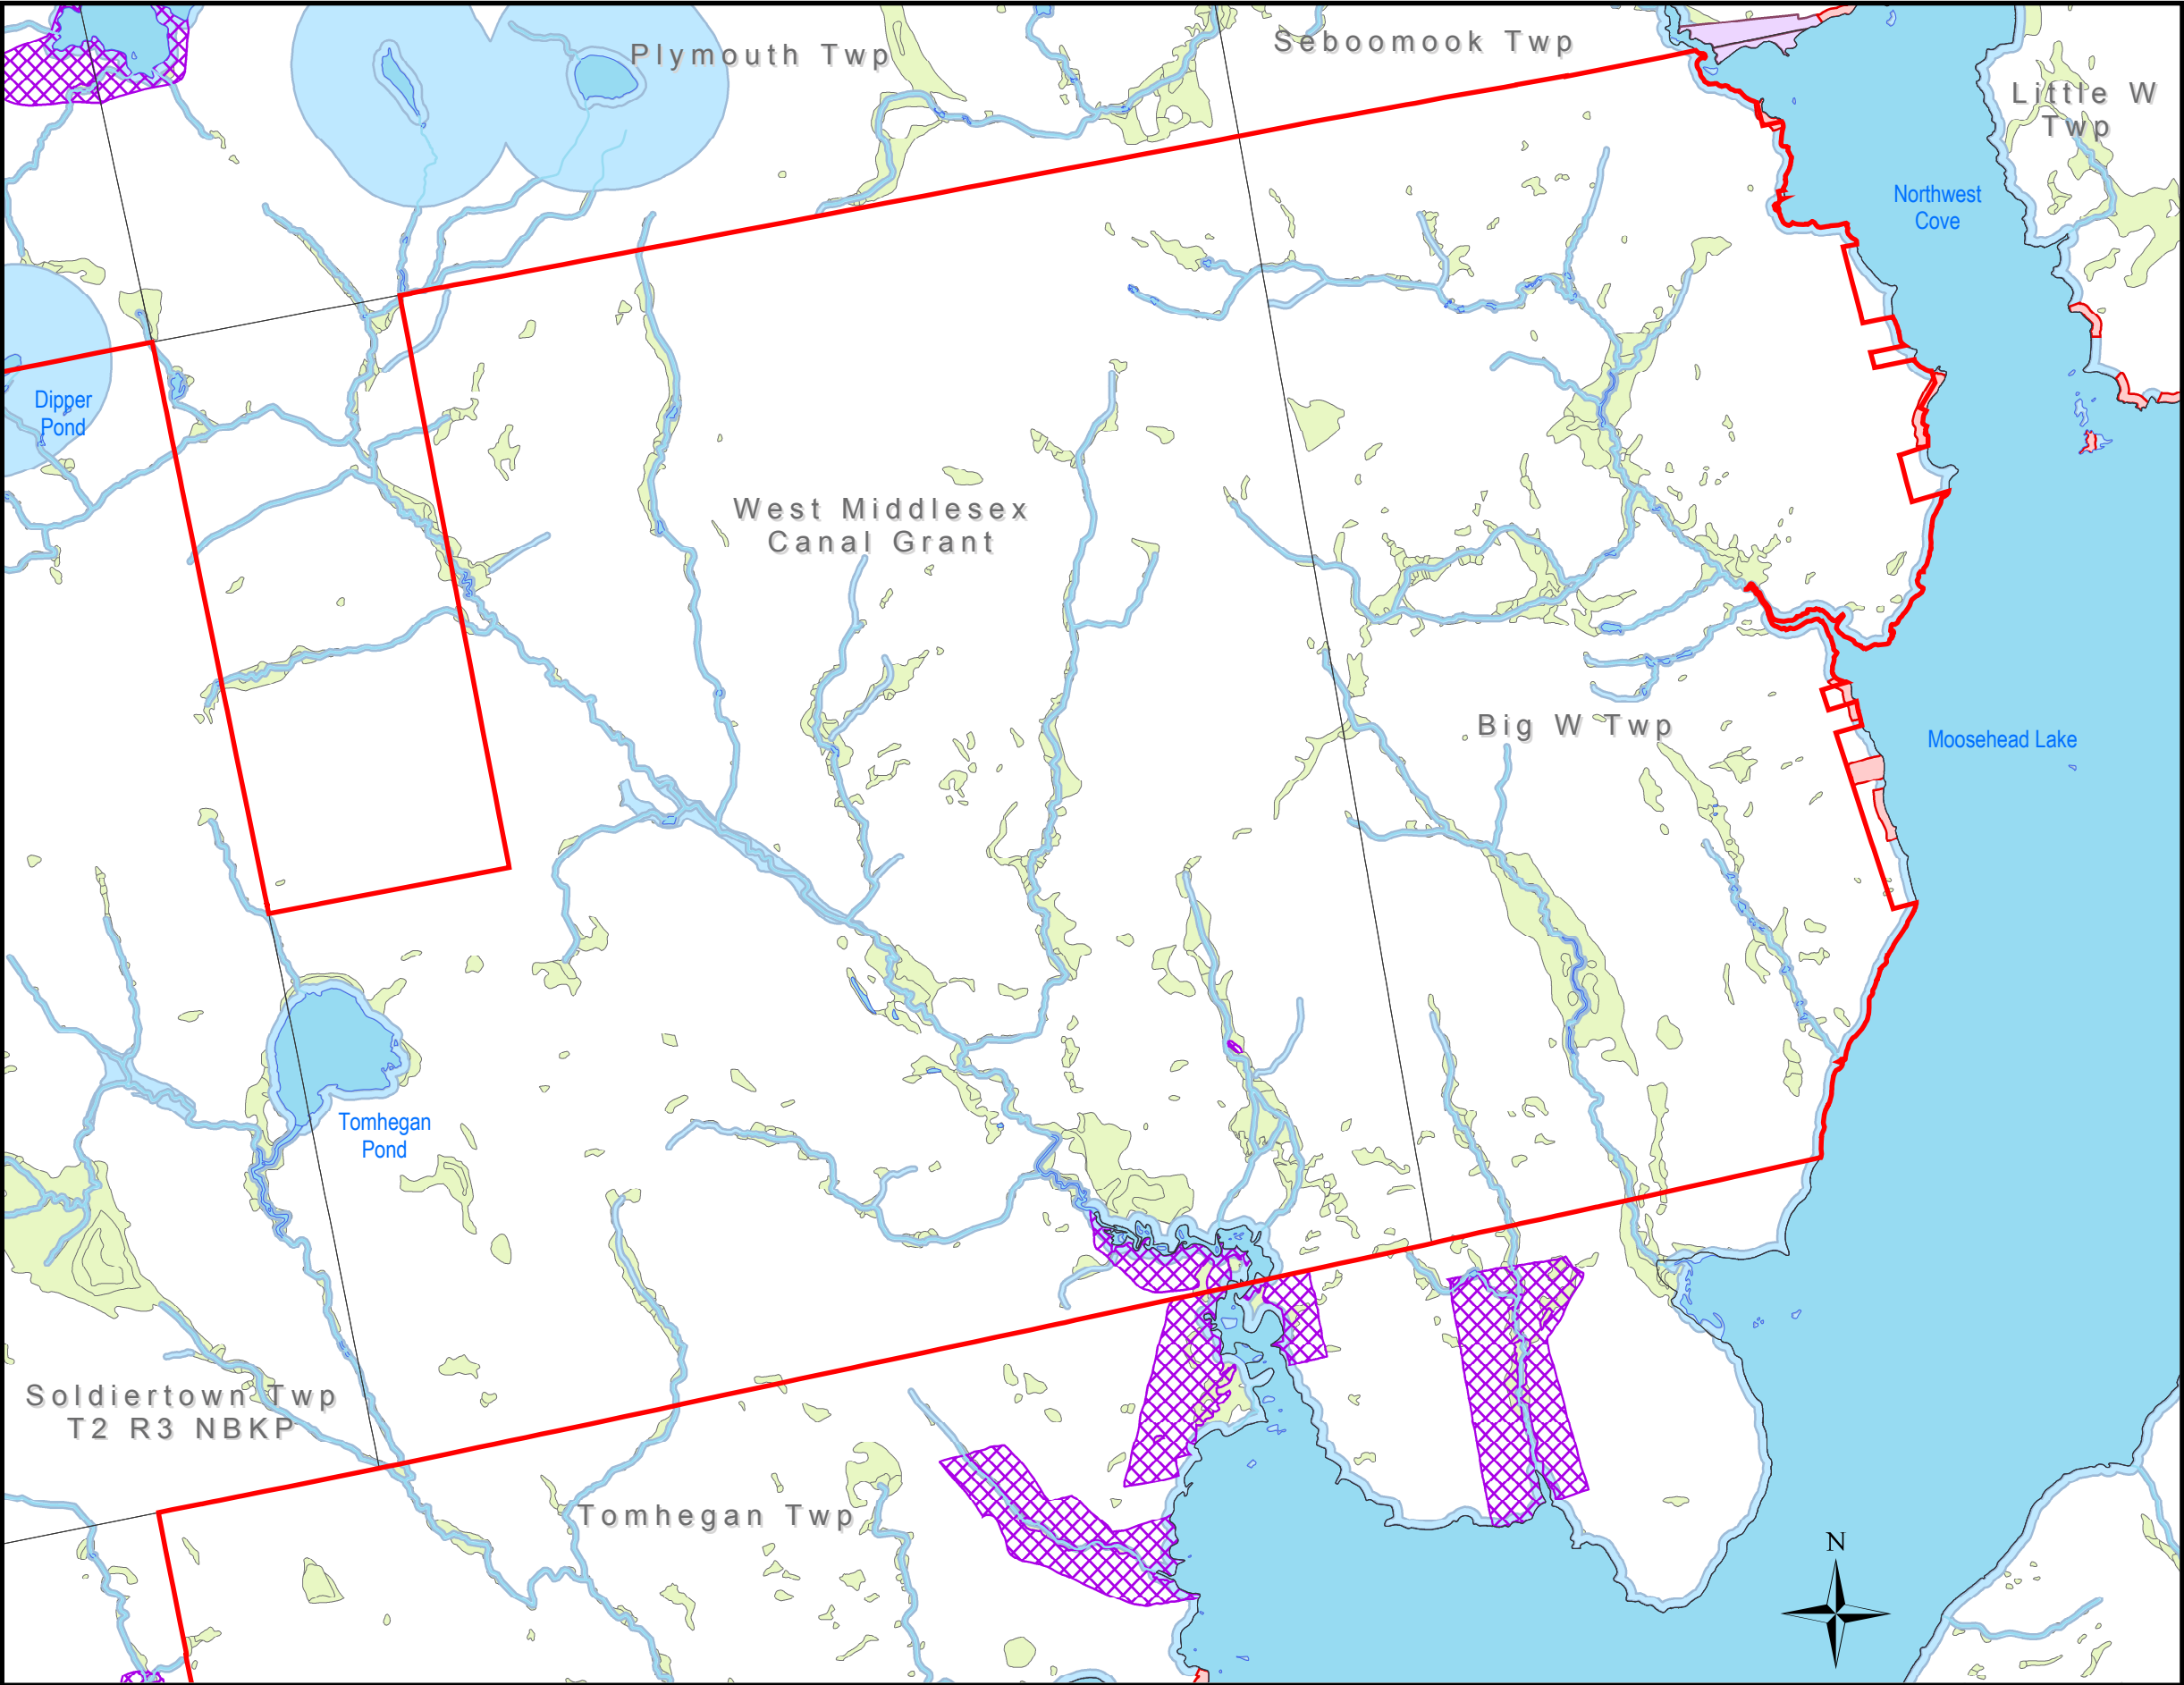 Plymouth Twp
Seboomook Twp
Little W
Twp
Northwest
Cove
Dipper
Pond
West Middlesex
Canal Grant
Big W Twp
Moosehead Lake
Tomhegan
Pond
Soldiertown Twp
T2 R3 NBKP
Tomhegan Twp
N